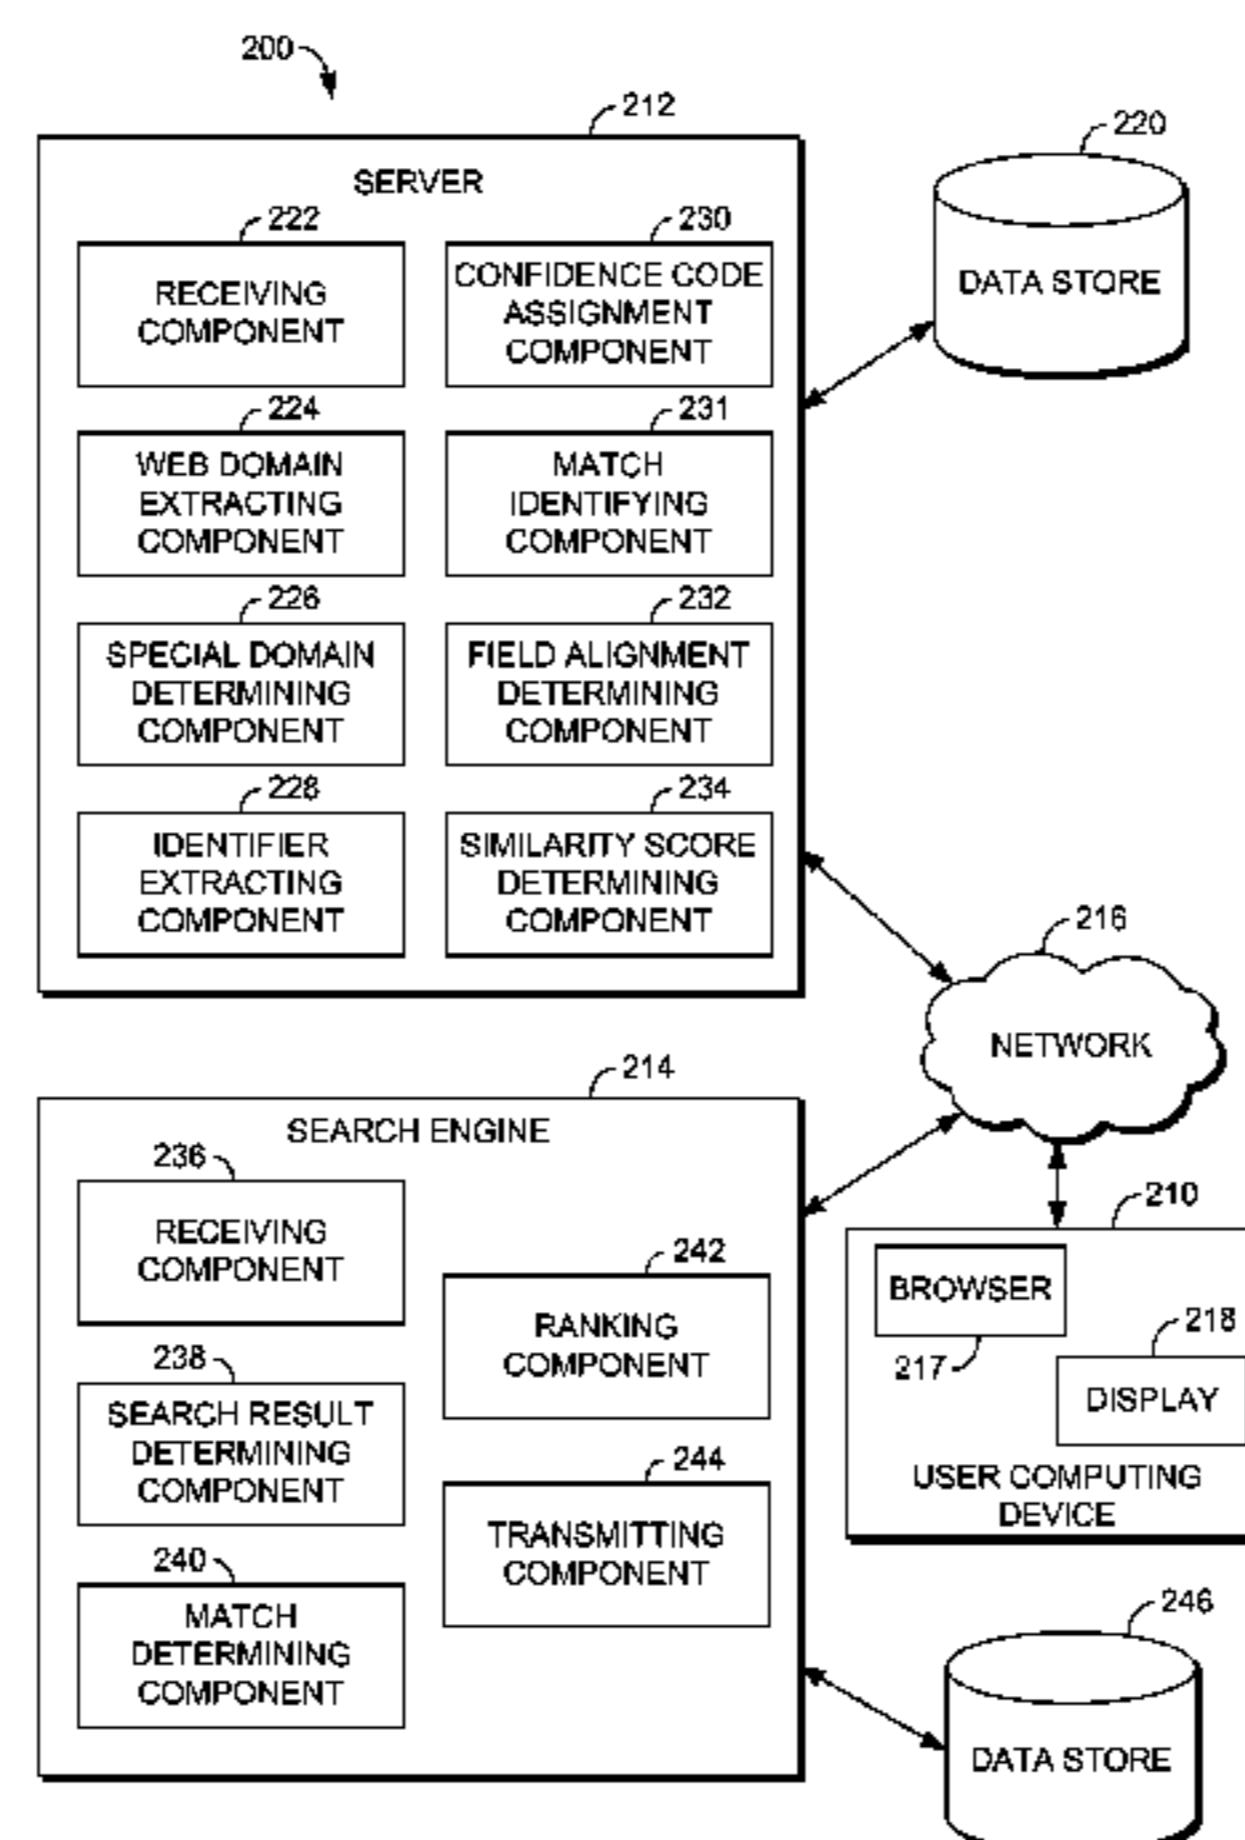 200
212
SERVER
222
RECEIVING
COMPONENT
230
CONFIDENCE CODE
ASSIGNMENT
COMPONENT
224
WEB DOMAIN
EXTRACTING
COMPONENT
231
MATCH
IDENTIFYING
COMPONENT
226
SPECIAL DOMAIN
DETERMINING
COMPONENT
232
FIELD ALIGNMENT
DETERMINING
COMPONENT
228
IDENTIFIER
EXTRACTING
COMPONENT
234
SIMILARITY SCORE
DETERMINING
COMPONENT
220
DATA STORE
216
NETWORK
214
SEARCH ENGINE
236
RECEIVING
COMPONENT
238
SEARCH RESULT
DETERMINING
COMPONENT
240
MATCH
DETERMINING
COMPONENT
242
RANKING
COMPONENT
244
TRANSMITTING
COMPONENT
210
BROWSER
217
218
DISPLAY
USER COMPUTING
DEVICE
246
DATA STORE